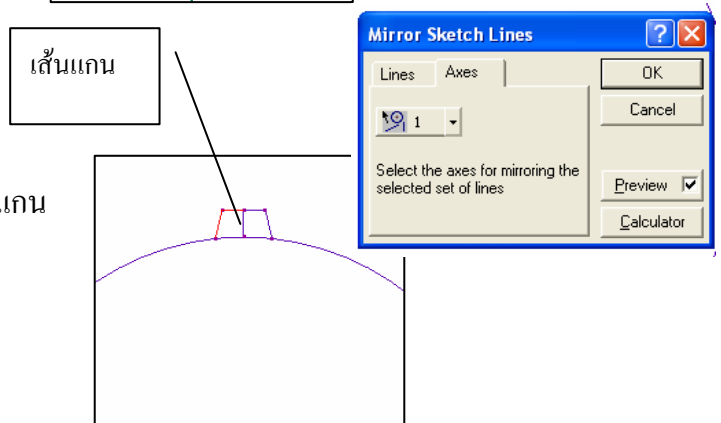 Mirror Sketch Lines
เส้นแกน
Lines Axes
OK
1
Cancel
Select the axes for mirroring the
selected set of lines
Preview
Calculator
แกน